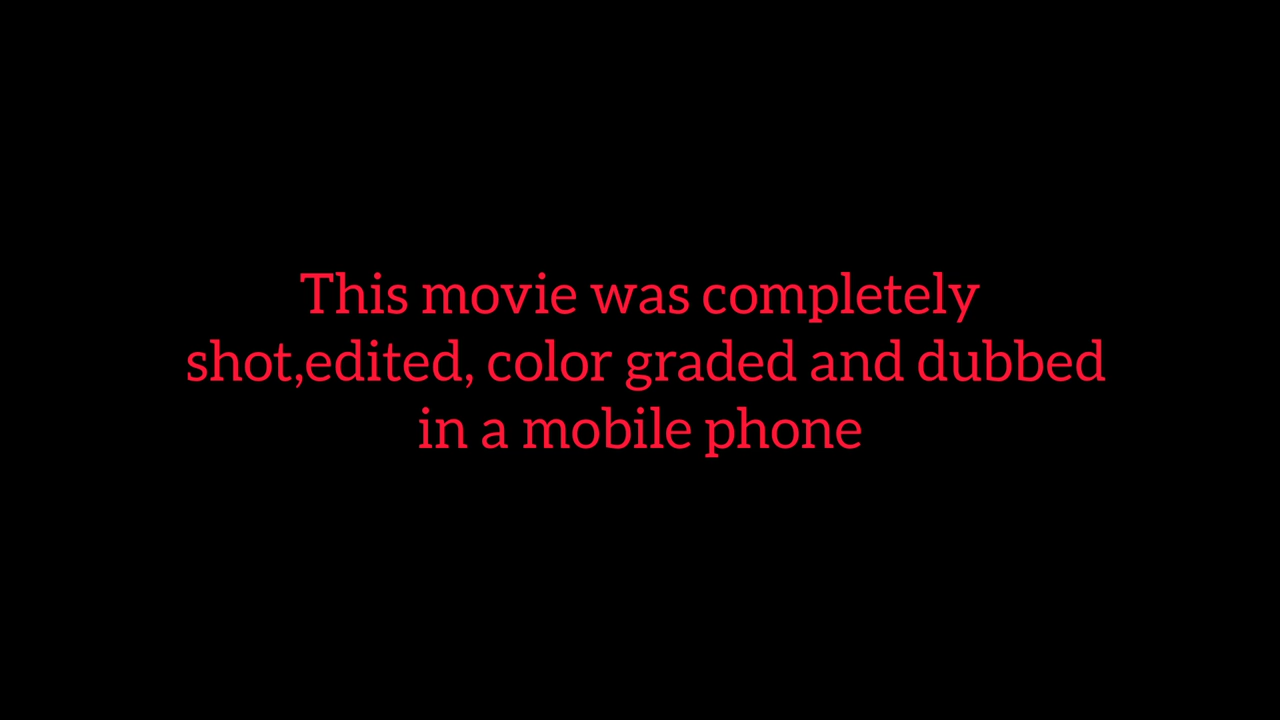 This movie was completely
shot,edited, color graded and dubbed
in a mobile phone